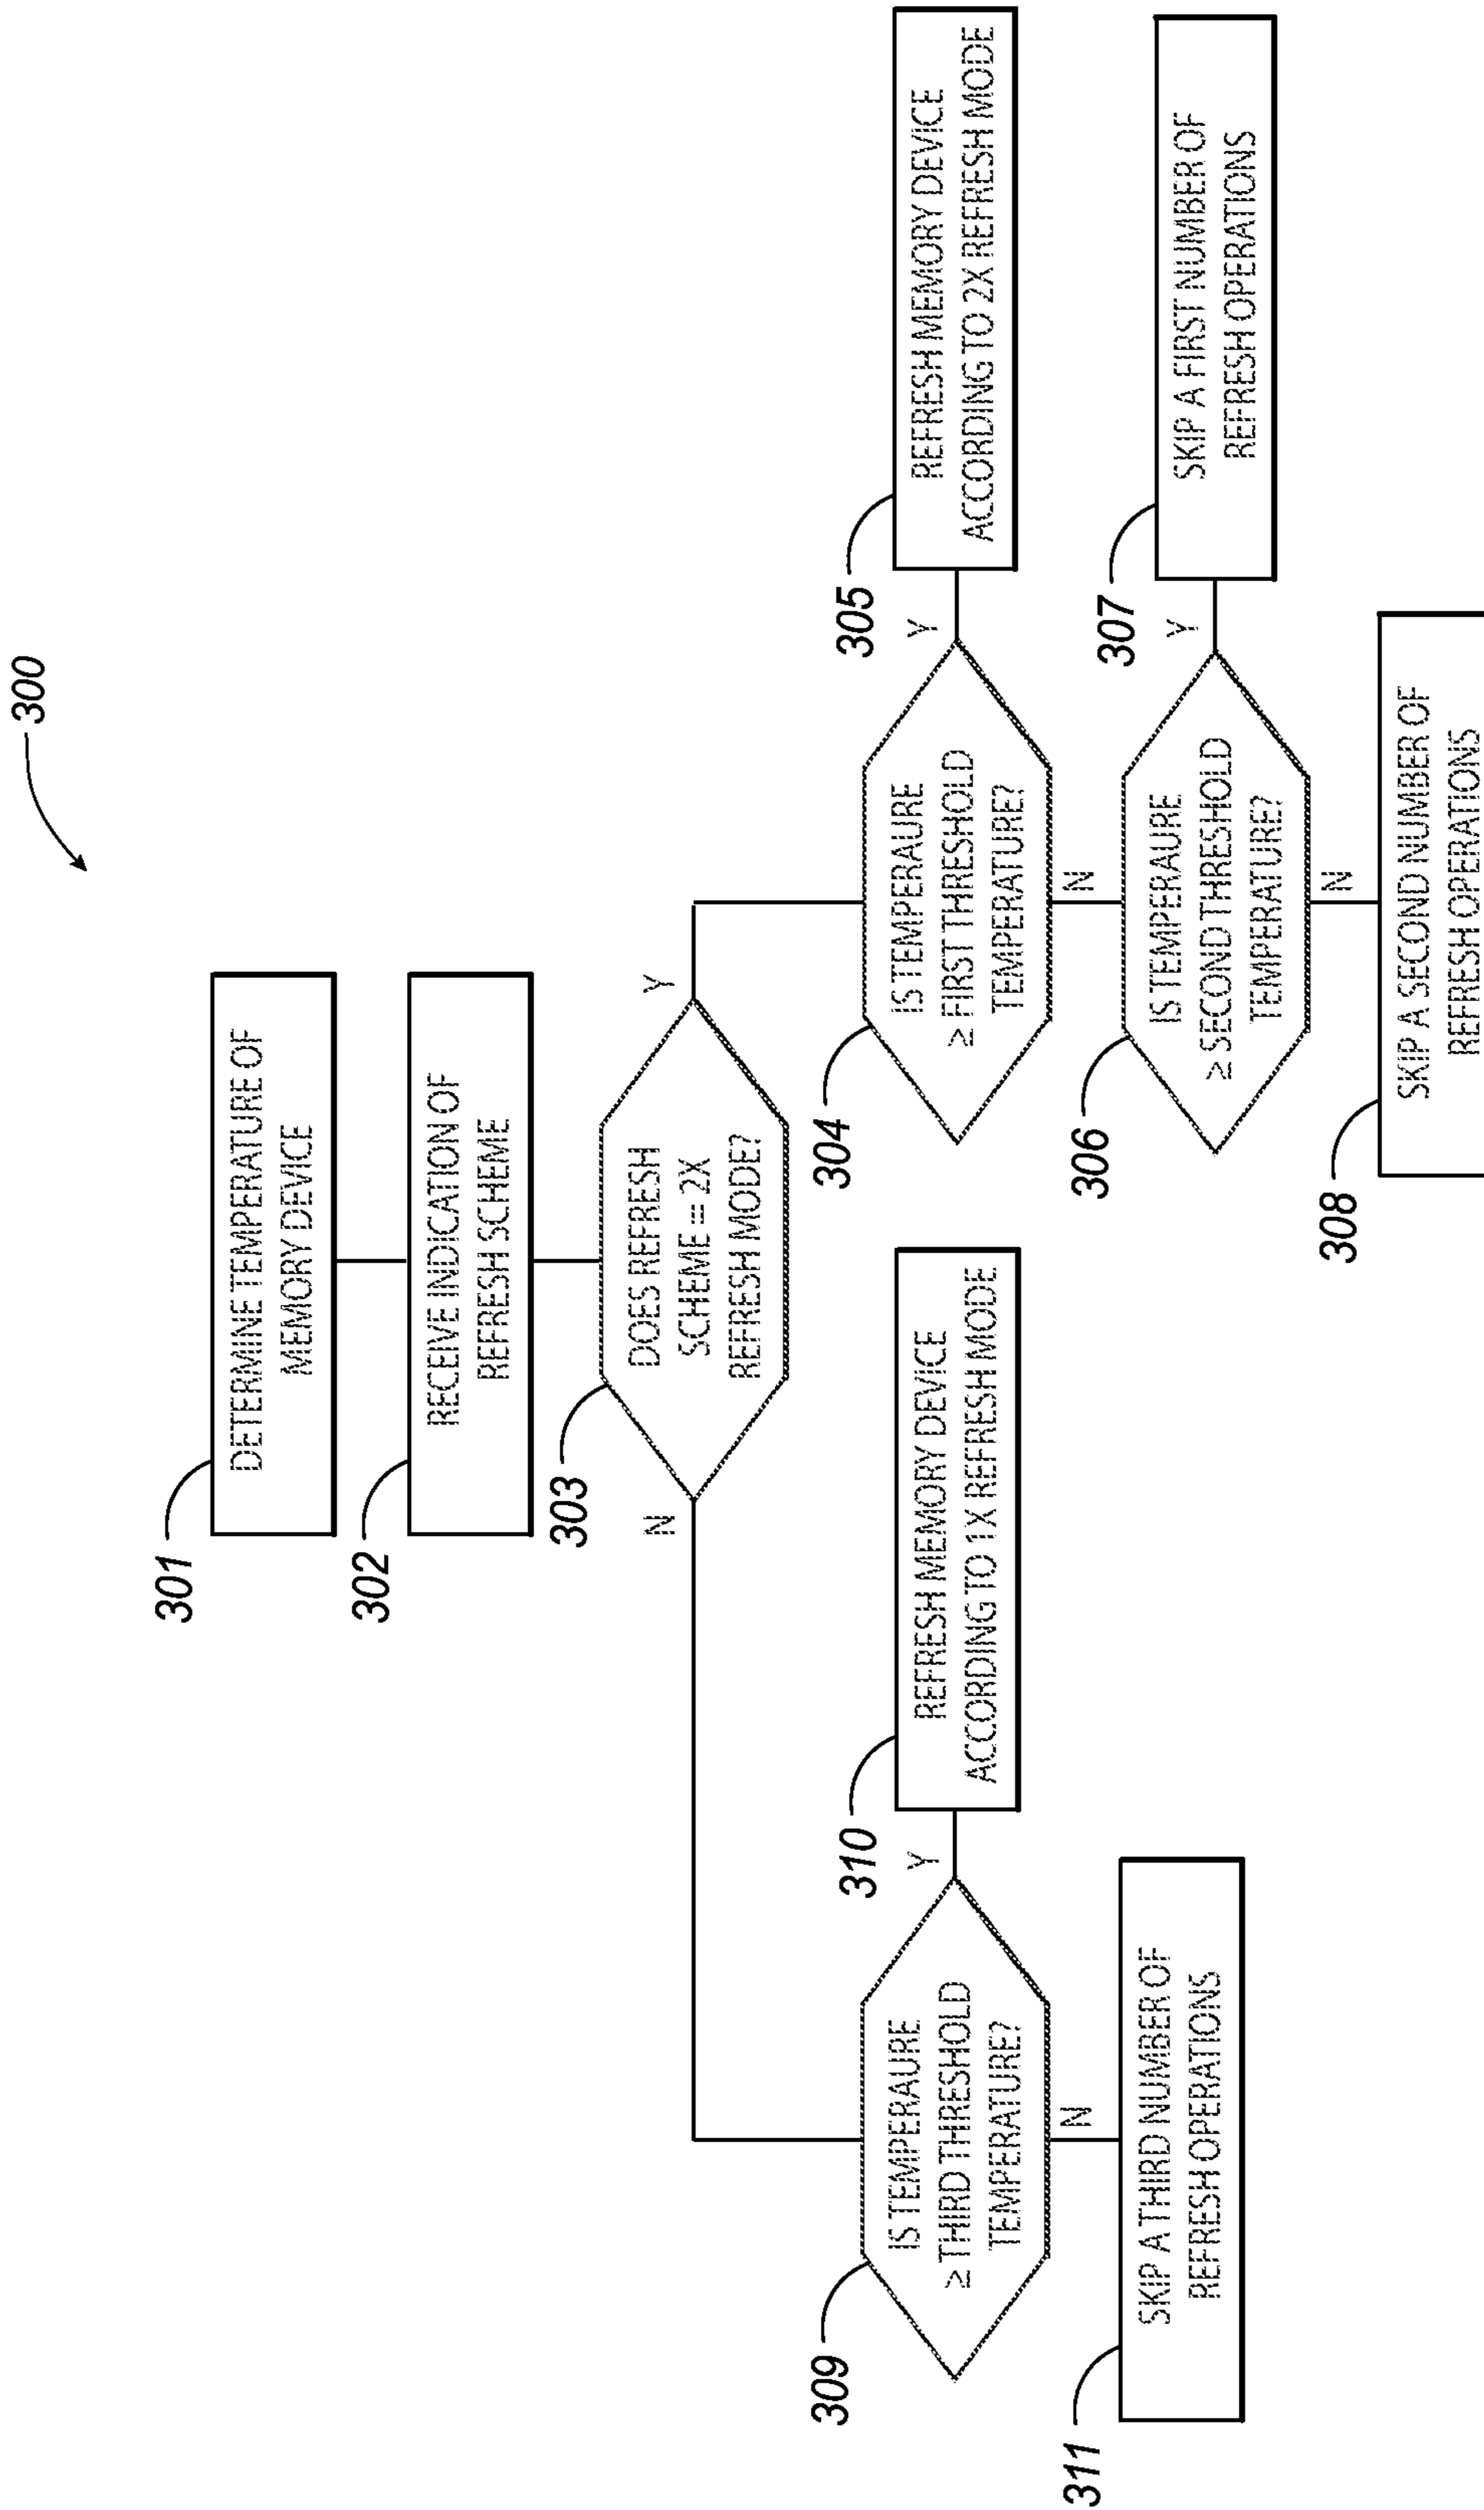 300
301
DETERMINE TEMPERATURE OF
MEMORY DEVICE
302
RECEIVE INDICATION OF
REFRESH SCHEME
303
DOES REFRESH
SCHEME = 2X
REFRESH MODE?
N
Y
309
IS TEMPERAURE
≥ THIRD THRESHOLD
TEMPERATURE?
Y
N
310
REFRESH MEMORY DEVICE
ACCORDING TO 1X REFRESH MODE
311
SKIP A THIRD NUMBER OF
REFRESH OPERATIONS
304
IS TEMPERAURE
≥ FIRST THRESHOLD
TEMPERATURE?
Y
N
305
REFRESH MEMORY DEVICE
ACCORDING TO 2X REFRESH MODE
306
IS TEMPERAURE
≥ SECOND THRESHOLD
TEMPERATURE?
Y
N
307
SKIP A FIRST NUMBER OF
REFRESH OPERATIONS
308
SKIP A SECOND NUMBER OF
REFRESH OPERATIONS